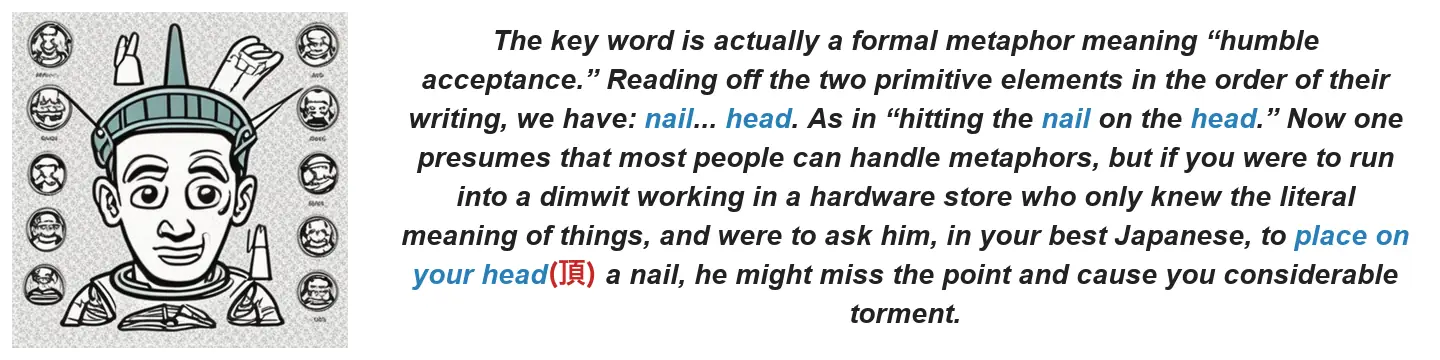 The key word is actually a formal metaphor meaning “humble
acceptance.” Reading off the two primitive elements in the order of their
writing, we have: nail... head. As in “hitting the nail on the head.” Now one
presumes that most people can handle metaphors, but if you were to run
into a dimwit working in a hardware store who only knew the literal
meaning of things, and were to ask him, in your best Japanese, to place on
your head(頂) a nail, he might miss the point and cause you considerable
torment.